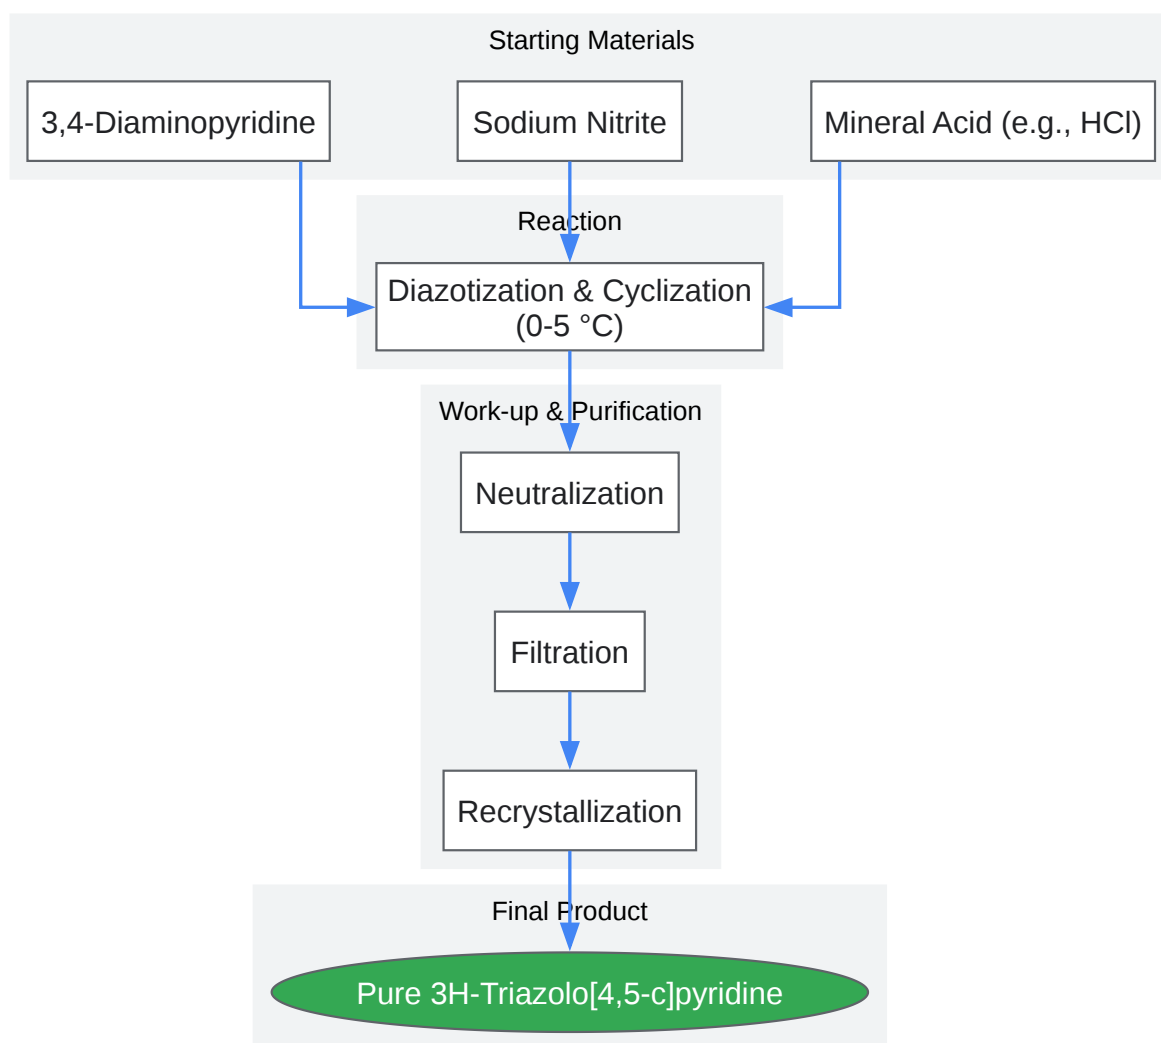 Starting Materials
3,4-Diaminopyridine
Sodium Nitrite
Mineral Acid (e.g., HCl)
Reaction
Diazotization & Cyclization
(0-5 °C)
Work-up & Purification
Neutralization
Filtration
Recrystallization
Final Product
Pure 3H-Triazolo[4,5-c]pyridine